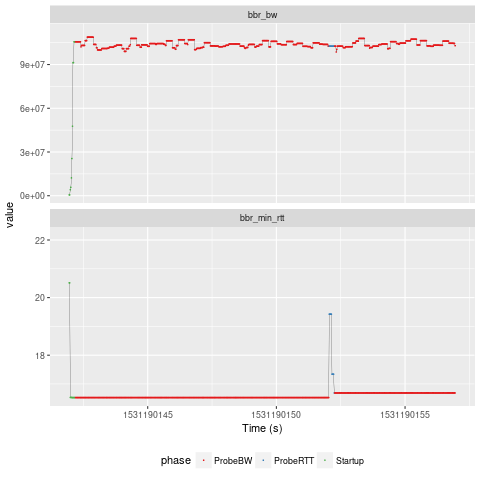 bbr_bw
9e+07
6e+07
3e+07
0e+00
value
bbr_min_rtt
22
20
18
1531190145 1531190150 1531190155
Time (s)
phase ProbeBW ProbeRTT Startup